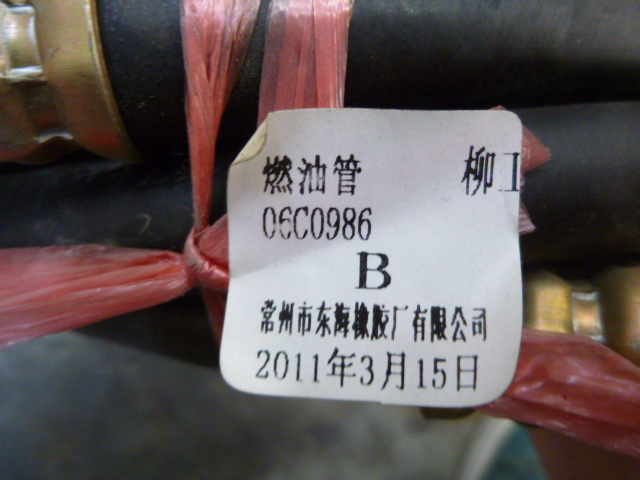 燃油管 柳工
06C0986
B
常州市东海橡胶厂有限公司
2011年3月15日